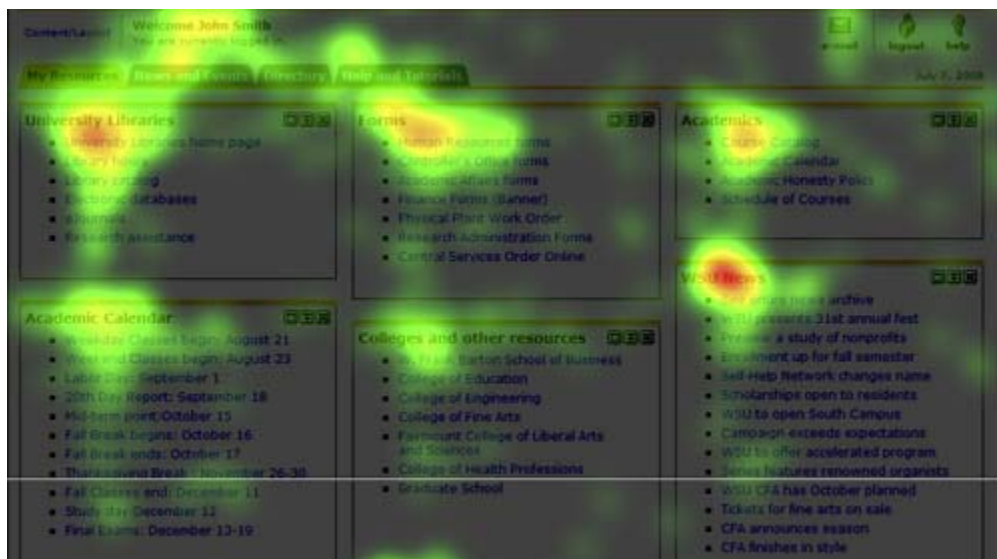 Content/Layout
Welcome John Smith
You are currently logged in.
e-mail
logout
help
My Resources
News and Events
Directory
Help and Tutorials
July 7, 2008
University Libraries
University Libraries home page
Library hours
Library catalog
Electronic databases
eJournals
Research assistance
Academic Calendar
Weekday Classes begin: August 21
Weekend Classes begin: August 23
Labor Day: September 1
20th Day Report: September 18
Mid-term point:October 15
Fall Break begins: October 16
Fall Break ends: October 17
Thanksgiving Break : November 26-30
Fall Classes end: December 11
Study day December 12
Final Exams: December 13-19
Forms
Human Resources forms
Controller's Office forms
Academic Affairs forms
Finance Forms (Banner)
Physical Plant Work Order
Research Administration Forms
Central Services Order Online
Colleges and other resources
W. Frank Barton School of Business
College of Education
College of Engineering
College of Fine Arts
Fairmount College of Liberal Arts
and Sciences
College of Health Professions
Graduate School
Academics
Course Catalog
Academic Calendar
Academic Honesty Policy
Schedule of Courses
WSU News
news archive
WSU presents 31st annual fest
Preview a study of nonprofits
Enrollment up for fall semester
Self-Help Network changes name
Scholarships open to residents
WSU to open South Campus
Campaign exceeds expectations
WSU to offer accelerated program
Series features renowned organists
WSU CFA has October planned
Tickets for fine arts on sale
CFA announces season
CFA finishes in style